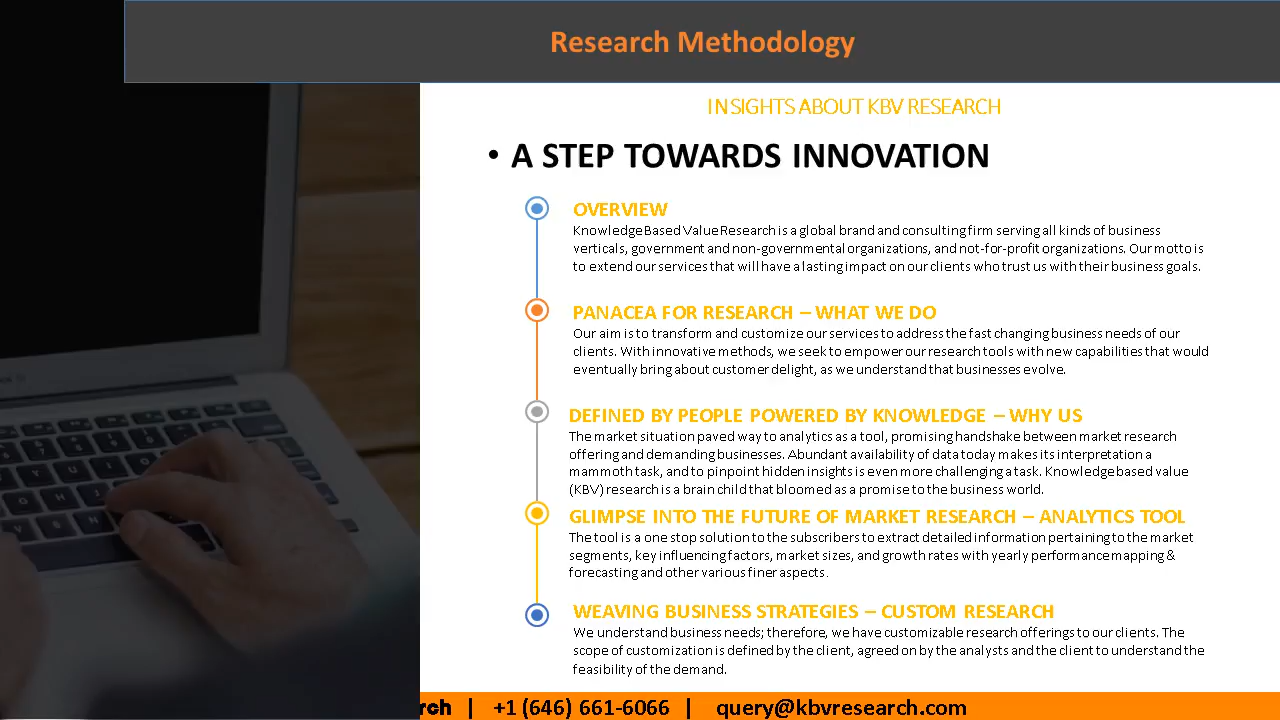 Research Methodology
INSIGHTS ABOUT KBV RESEARCH
• A STEP TOWARDS INNOVATION
OVERVIEW
Knowledge Based Value Research is a global brand and consulting firm serving all kinds of business
verticals, government and non-governmental organizations, and not-for-profit organizations. Our motto is
to extend our services that will have a lasting impact on our clients who trust us with their business goals.
PANACEA FOR RESEARCH – WHAT WE DO
Our aim is to transform and customize our services to address the fast changing business needs of our
clients. With innovative methods, we seek to empower our research tools with new capabilities that would
eventually bring about customer delight, as we understand that businesses evolve.
DEFINED BY PEOPLE POWERED BY KNOWLEDGE – WHY US
The market situation paved way to analytics as a tool, promising handshake between market research
offering and demanding businesses. Abundant availability of data today makes its interpretation a
mammoth task, and to pinpoint hidden insights is even more challenging a task. Knowledge based value
(KBV) research is a brain child that bloomed as a promise to the business world.
GLIMPSE INTO THE FUTURE OF MARKET RESEARCH – ANALYTICS TOOL
The tool is a one stop solution to the subscribers to extract detailed information pertaining to the market
segments, key influencing factors, market sizes, and growth rates with yearly performance mapping &
forecasting and other various finer aspects.
WEAVING BUSINESS STRATEGIES – CUSTOM RESEARCH
We understand business needs; therefore, we have customizable research offerings to our clients. The
scope of customization is defined by the client, agreed on by the analysts and the client to understand the
feasibility of the demand.
rch | +1 (646) 661-6066 | query@kbvresearch.com